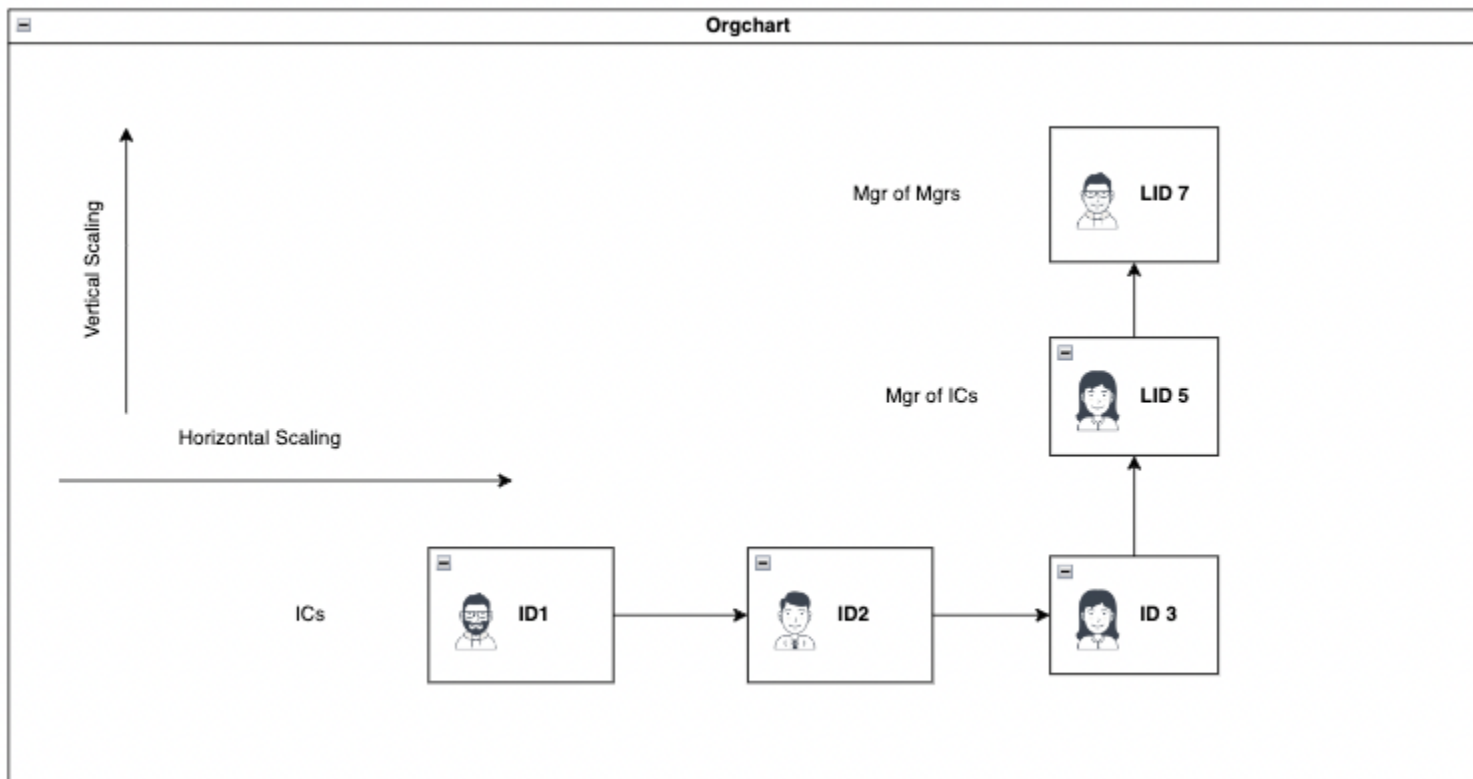 Orgchart
Vertical Scaling
Mgr of Mgrs
LID 7
Mgr of ICs
LID 5
Horizontal Scaling
ICs
ID1
ID2
ID 3